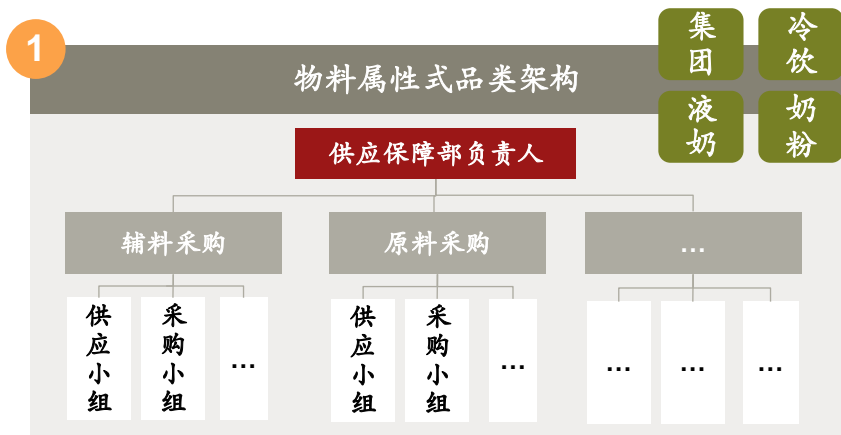 1
物料属性式品类架构
集团
冷饮
液奶
奶粉
供应保障部负责人
辅料采购
原料采购
...
供应小组
采购小组
...
供应小组
采购小组
...
...
...
...